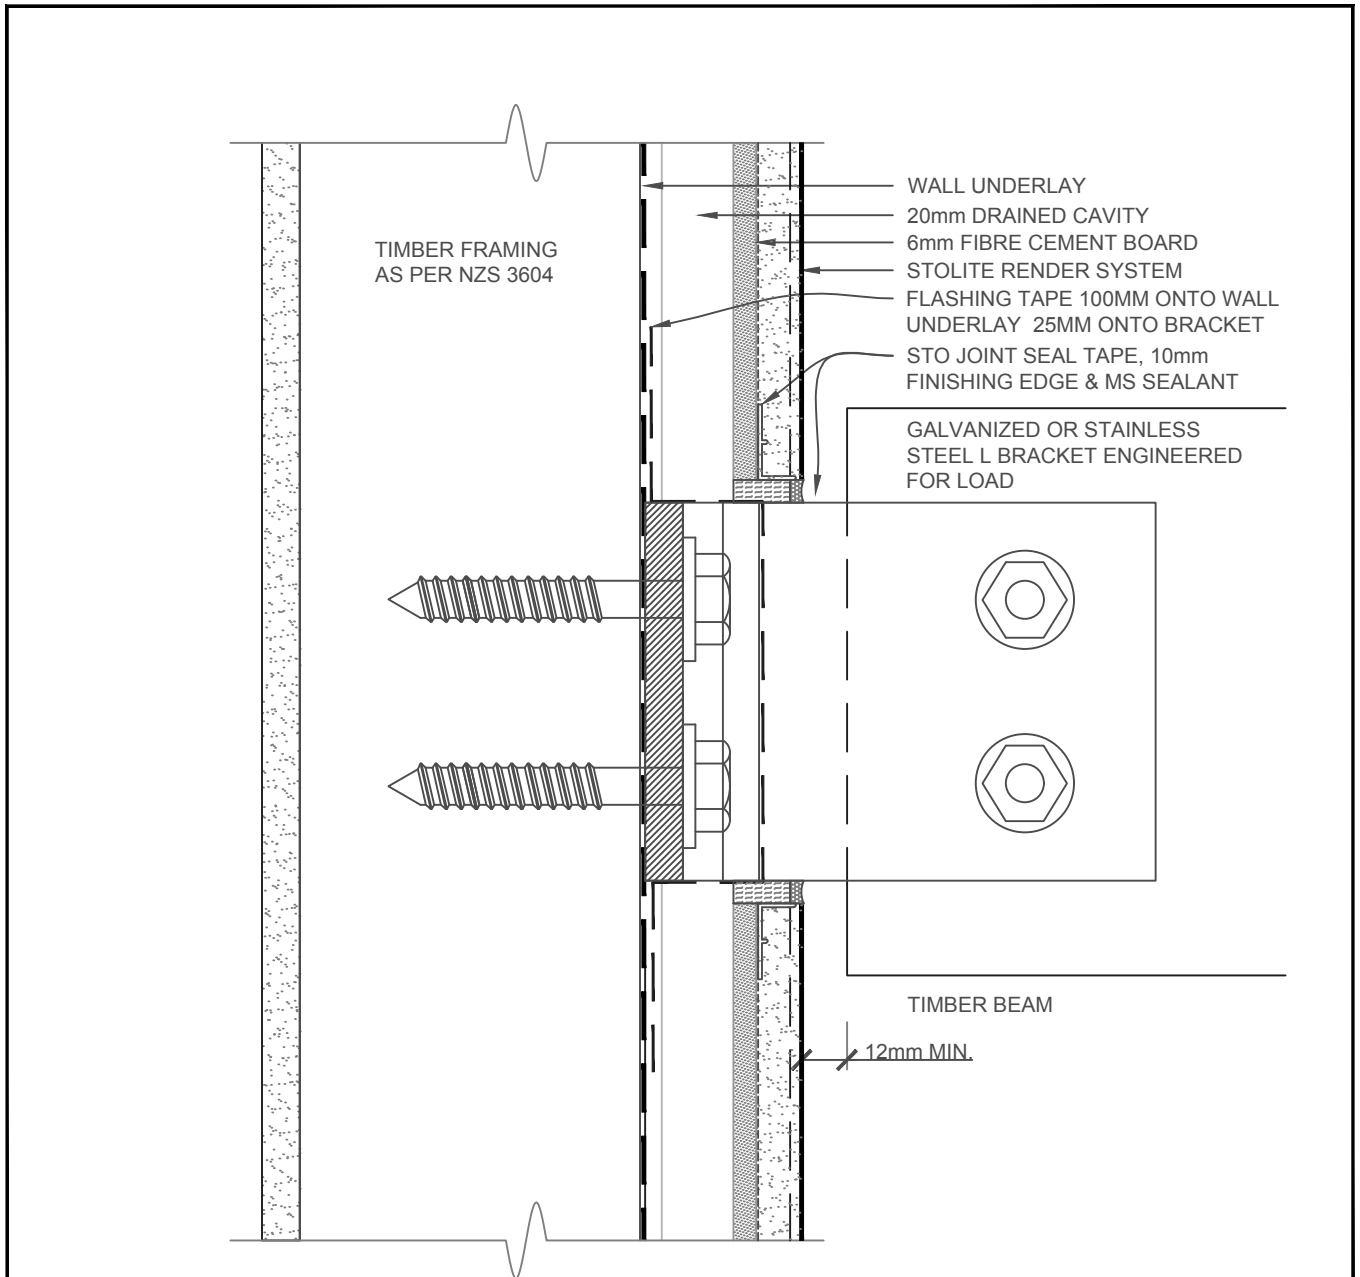 TIMBER FRAMING
AS PER NZS 3604
WALL UNDERLAY
20mm DRAINED CAVITY
6mm FIBRE CEMENT BOARD
STOLITE RENDER SYSTEM
FLASHING TAPE 100MM ONTO WALL
UNDERLAY 25MM ONTO BRACKET
STO JOINT SEAL TAPE, 10mm
FINISHING EDGE & MS SEALANT
GALVANIZED OR STAINLESS
STEEL L BRACKET ENGINEERED
FOR LOAD
TIMBER BEAM
12mm MIN.